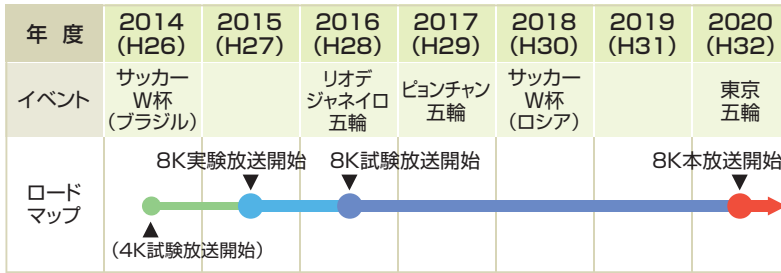 年 度
2014
(H26)
2015
(H27)
2016
(H28)
2017
(H29)
2018
(H30)
2019
(H31)
2020
(H32)
イベント
サッカー
W杯
(ブラジル)
リオデ
ジャネイロ
五輪
ピョンチャン
五輪
サッカー
W杯
(ロシア)
東京
五輪
ロード
マップ
8K実験放送開始
▼
8K試験放送開始
▼
8K本放送開始
▼
▲
(4K試験放送開始)